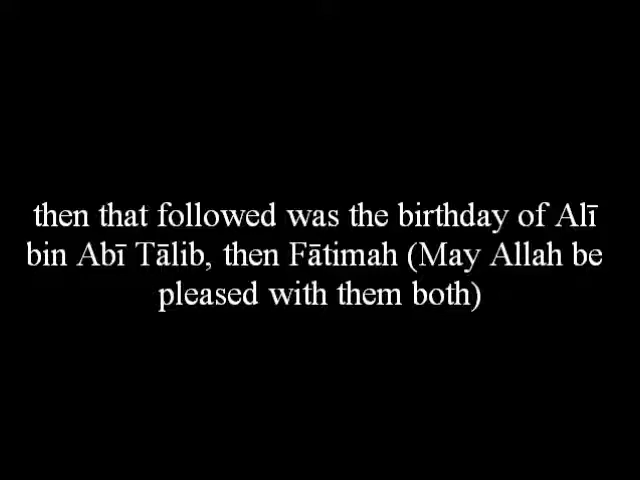 then that followed was the birthday of Alī
bin Abī Tālib, then Fātimah (May Allah be
pleased with them both)